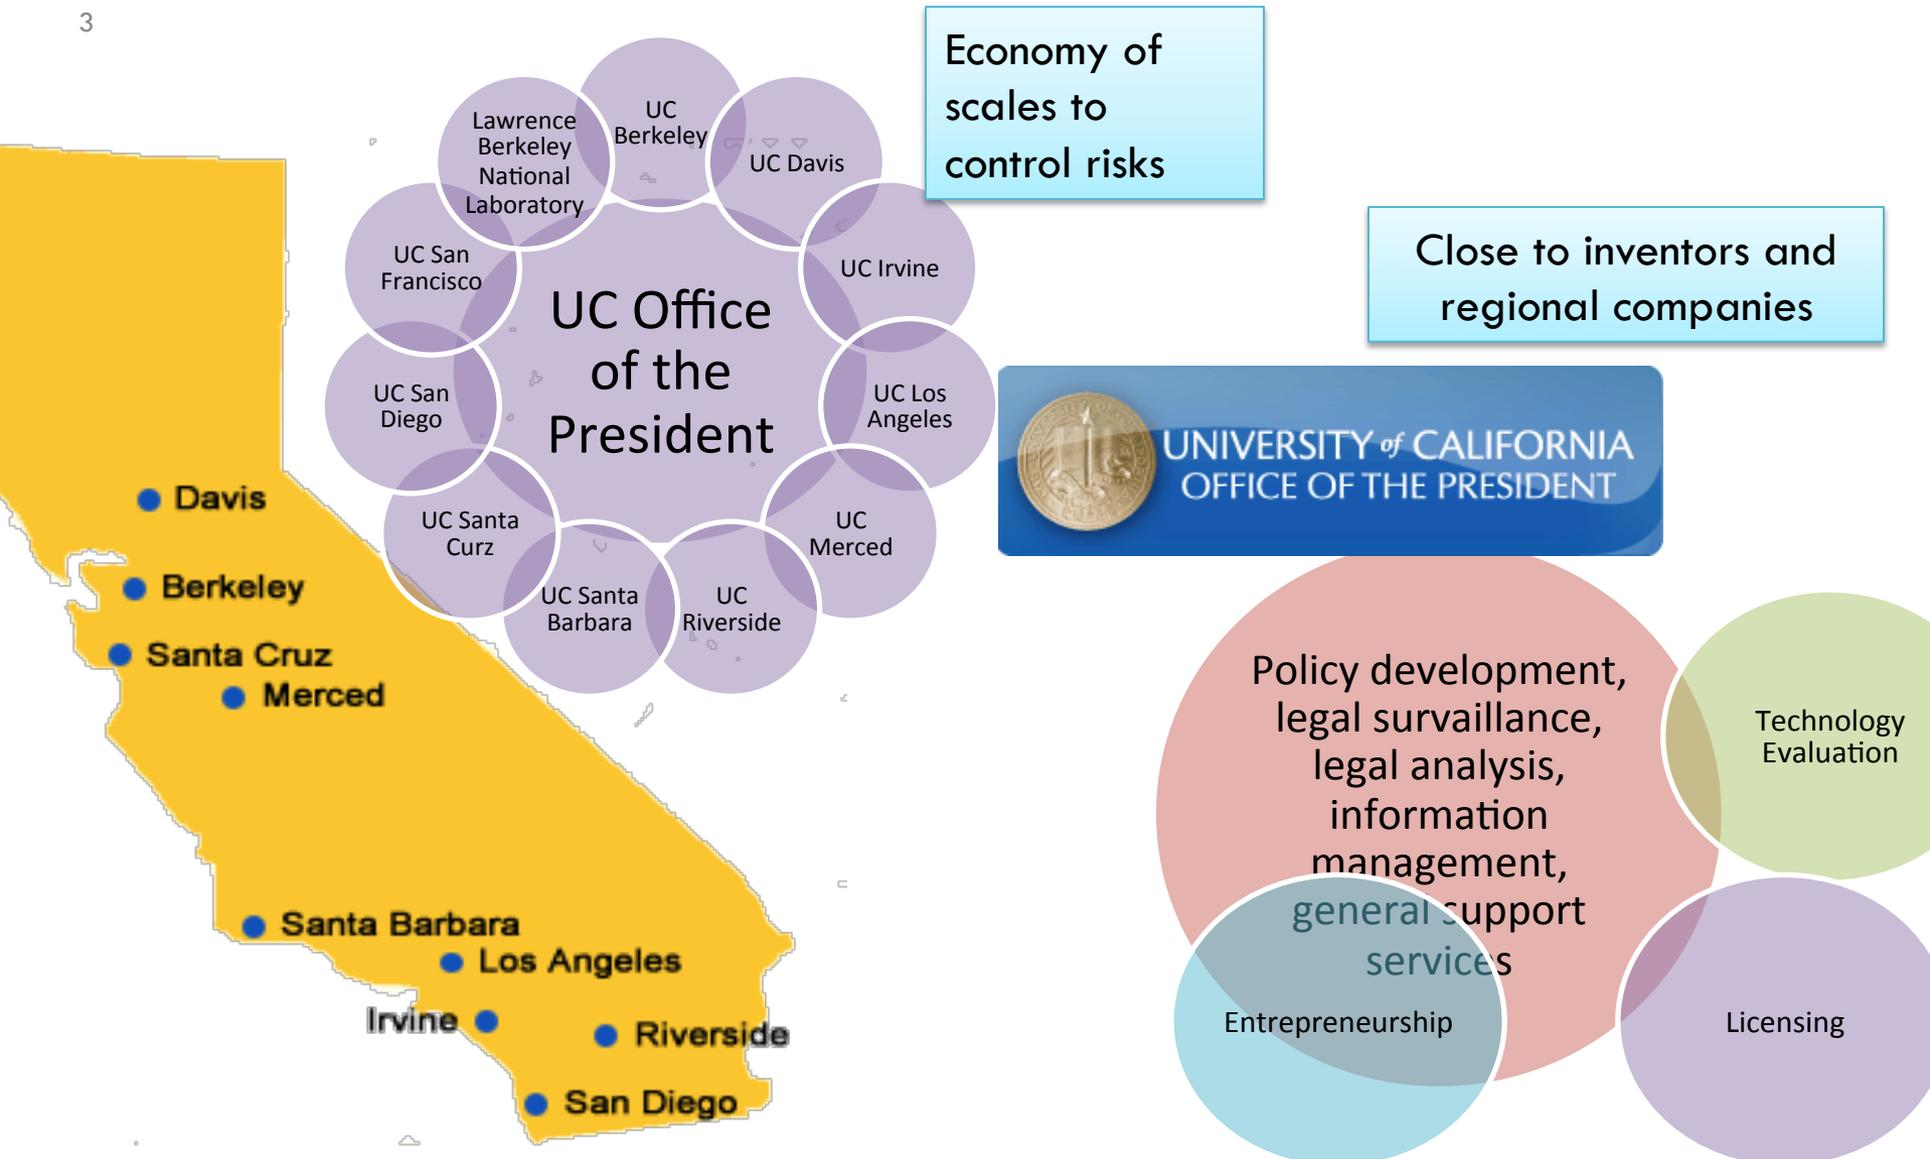 3
Economy of
scales to
control risks
Close to inventors and
regional companies
UC
Berkeley
UC Davis
UC Irvine
UC Los
Angeles
UC
Merced
UC
Riverside
UC Santa
Barbara
UC Santa
Curz
UC San
Diego
UC San
Francisco
Lawrence
Berkeley
National
Laboratory
UC Office
of the
President
UNIVERSITY of CALIFORNIA
OFFICE OF THE PRESIDENT
Policy development,
legal survaillance,
legal analysis,
information
management,
general support
services
Technology
Evaluation
Licensing
Entrepreneurship
Davis
Berkeley
Santa Cruz
Merced
Santa Barbara
Los Angeles
Irvine
Riverside
San Diego